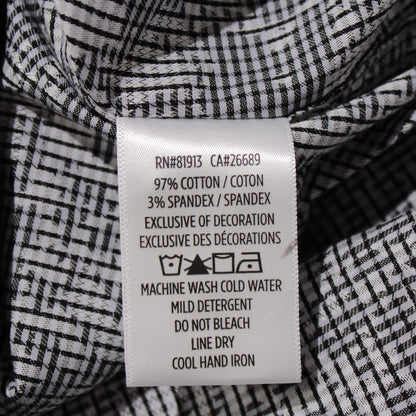 RN#81913 CA#26689
97% COTTON / COTON
3% SPANDEX / SPANDEX
EXCLUSIVE OF DECORATION
EXCLUSIVE DES DÉCORATIONS
MACHINE WASH COLD WATER
MILD DETERGENT
DO NOT BLEACH
LINE DRY
COOL HAND IRON